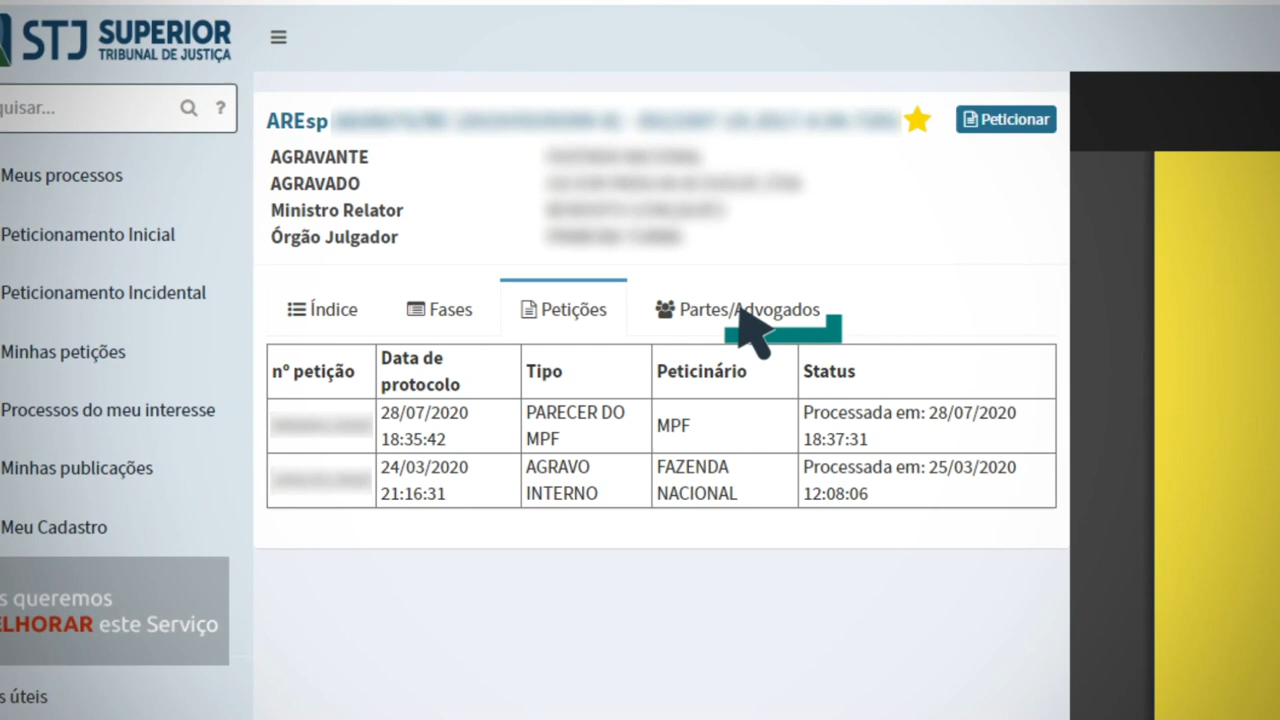 STJ SUPERIOR
TRIBUNAL DE JUSTIÇA
quisar...
?
Meus processos
Peticionamento Inicial
Peticionamento Incidental
Minhas petições
Processos do meu interesse
Minhas publicações
Meu Cadastro
s queremos
ELHORAR este Serviço
s úteis
AREsp
Peticionar
AGRAVANTE
AGRAVADO
Ministro Relator
Órgão Julgador
Índice
Fases
Petições
Partes/Advogados
nº petição
Data de
protocolo
Tipo
Peticinário
Status
28/07/2020
18:35:42
PARECER DO
MPF
MPF
Processada em: 28/07/2020
18:37:31
24/03/2020
21:16:31
AGRAVO
INTERNO
FAZENDA
NACIONAL
Processada em: 25/03/2020
12:08:06